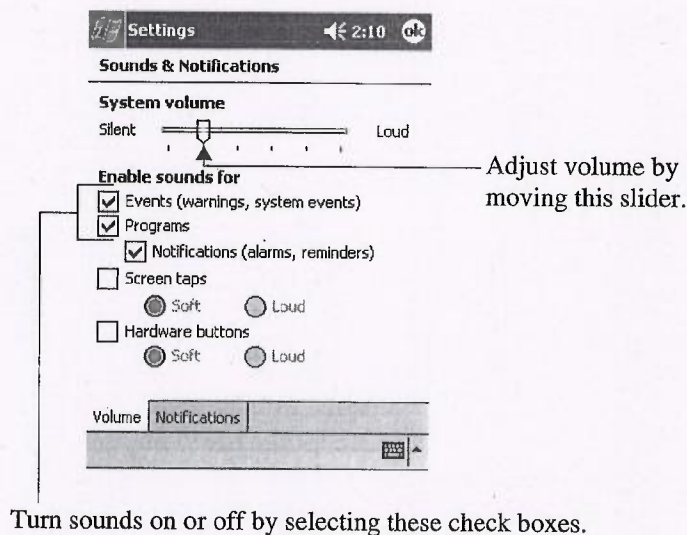 Settings 2:10 ok
Sounds & Notifications
System volume
Silent Loud
Adjust volume by
moving this slider.
Enable sounds for
Events (warnings, system events)
Programs
Notifications (alarms, reminders)
Screen taps
Soft Loud
Hardware buttons
Soft Loud
Volume Notifications
Turn sounds on or off by selecting these check boxes.